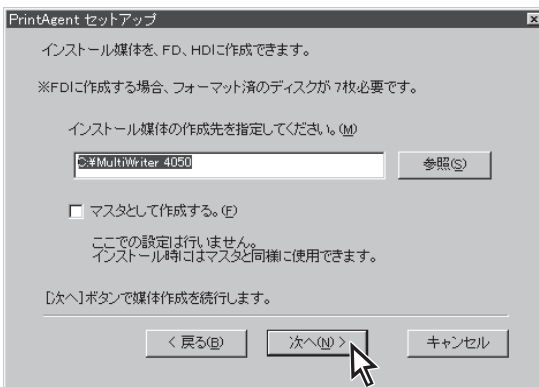 PrintAgent セットアップ
インストール媒体を、FD、HDに作成できます。
※FDに作成する場合、フォーマット済のディスクが 7枚必要です。
インストール媒体の作成先を指定してください。(M)
C:¥MultiWriter 4050
参照(S)
マスタとして作成する。(F)
ここでの設定は行いません。
インストール時にはマスタと同様に使用できます。
[次へ]ボタンで媒体作成を続行します。
< 戻る(B)
次へ(N) >
キャンセル